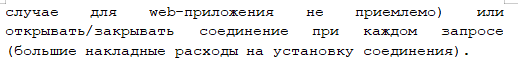 случае для web-приложения не приемлемо) или
открывать/закрывать соединение при каждом запросе
(большие накладные расходы на установку соединения).